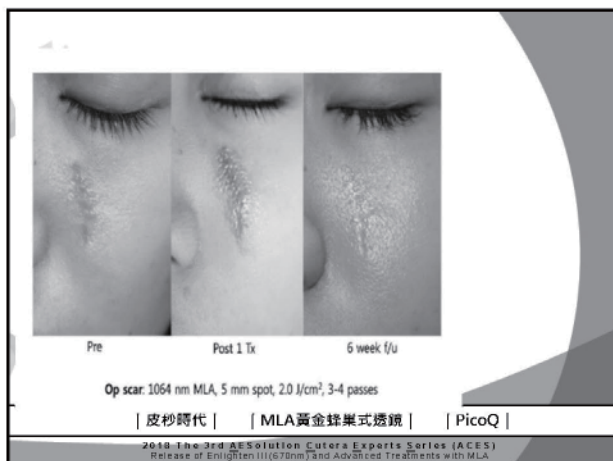 Pre
Post 1 Tx
6 week f/u
Op scar: 1064 nm MLA, 5 mm spot, 2.0 J/cm², 3-4 passes
| 皮秒時代 | | MLA黃金蜂巢式透鏡 | | PicoQ |
2018 The 3rd AESolution Cutera Experts Series (ACES)
Release of Enlighten III(670nm) and Advanced Treatments with MLA